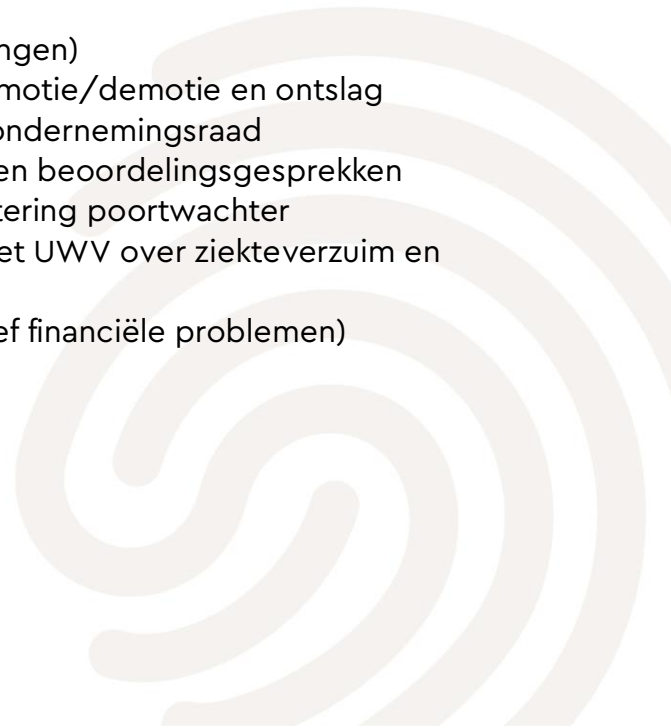 ngen)
motie/demotie en ontslag
ondernemingsraad
en beoordelingsgesprekken
tering poortwachter
et UWV over ziekteverzuim en
ef financiële problemen)